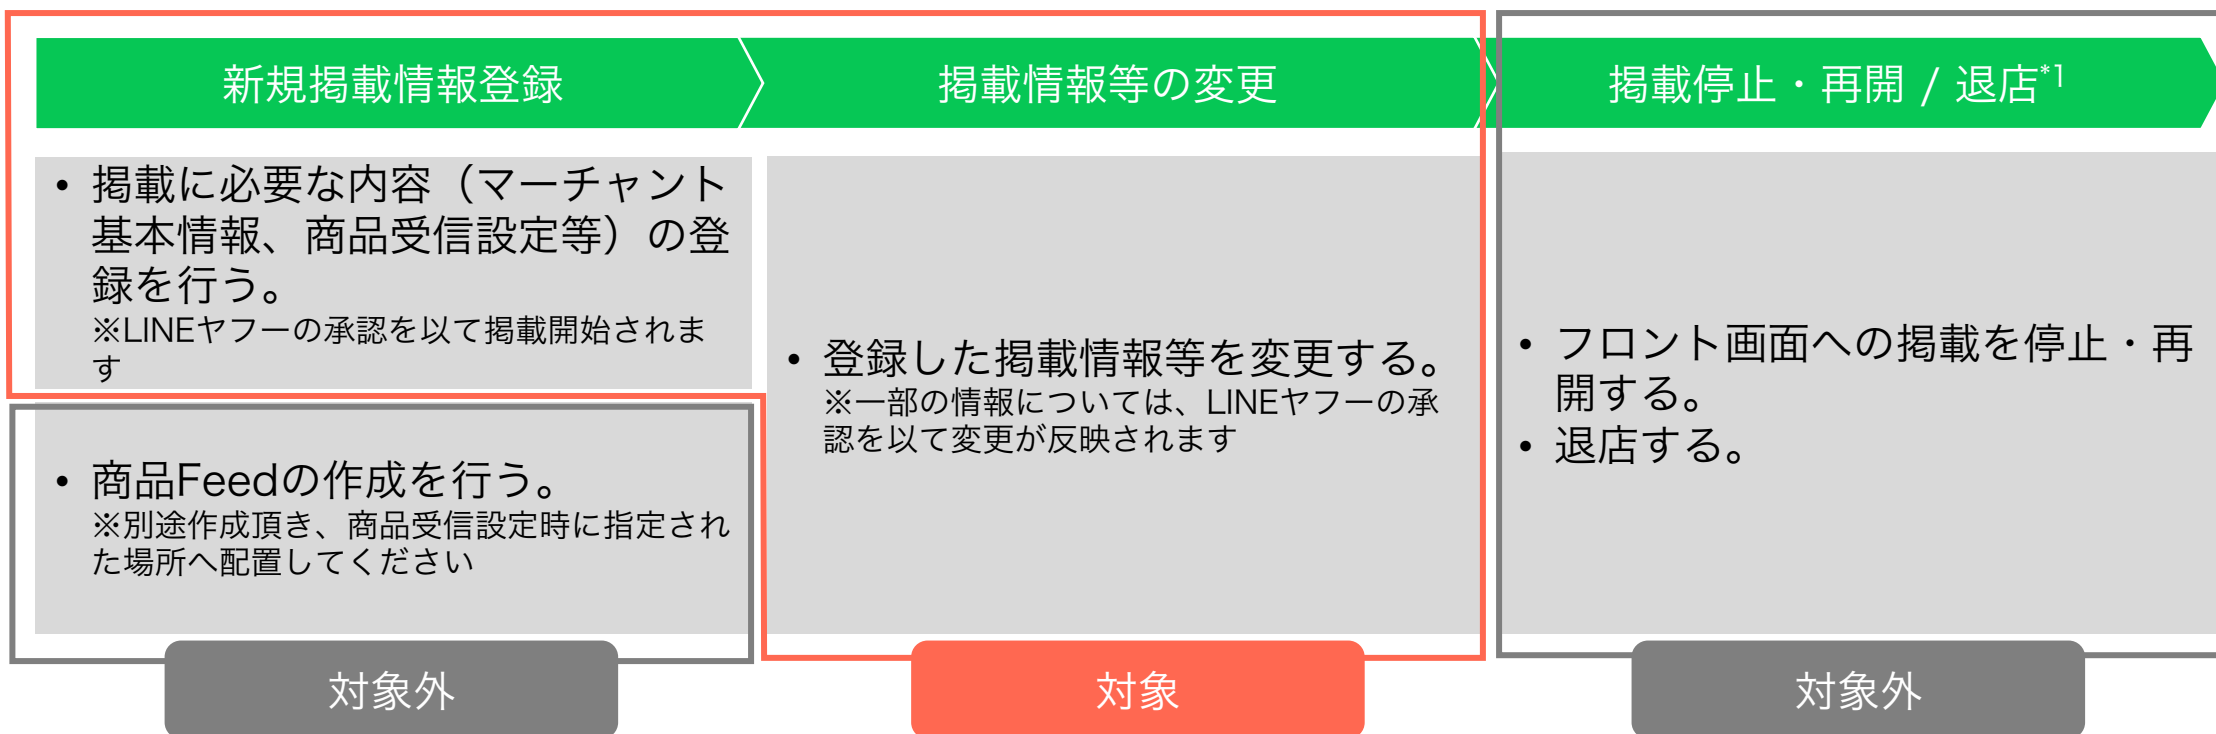 新規掲載情報登録
掲載情報等の変更
掲載停止・再開 / 退店*1
• 掲載に必要な内容（マーチャント
基本情報、商品受信設定等）の登
録を行う。
※LINEヤフーの承認を以て掲載開始されま
す
• 商品Feedの作成を行う。
※別途作成頂き、商品受信設定時に指定され
た場所へ配置してください
• 登録した掲載情報等を変更する。
※一部の情報については、LINEヤフーの承
認を以て変更が反映されます
• フロント画面への掲載を停止・再
開する。
• 退店する。
対象外
対象
対象外